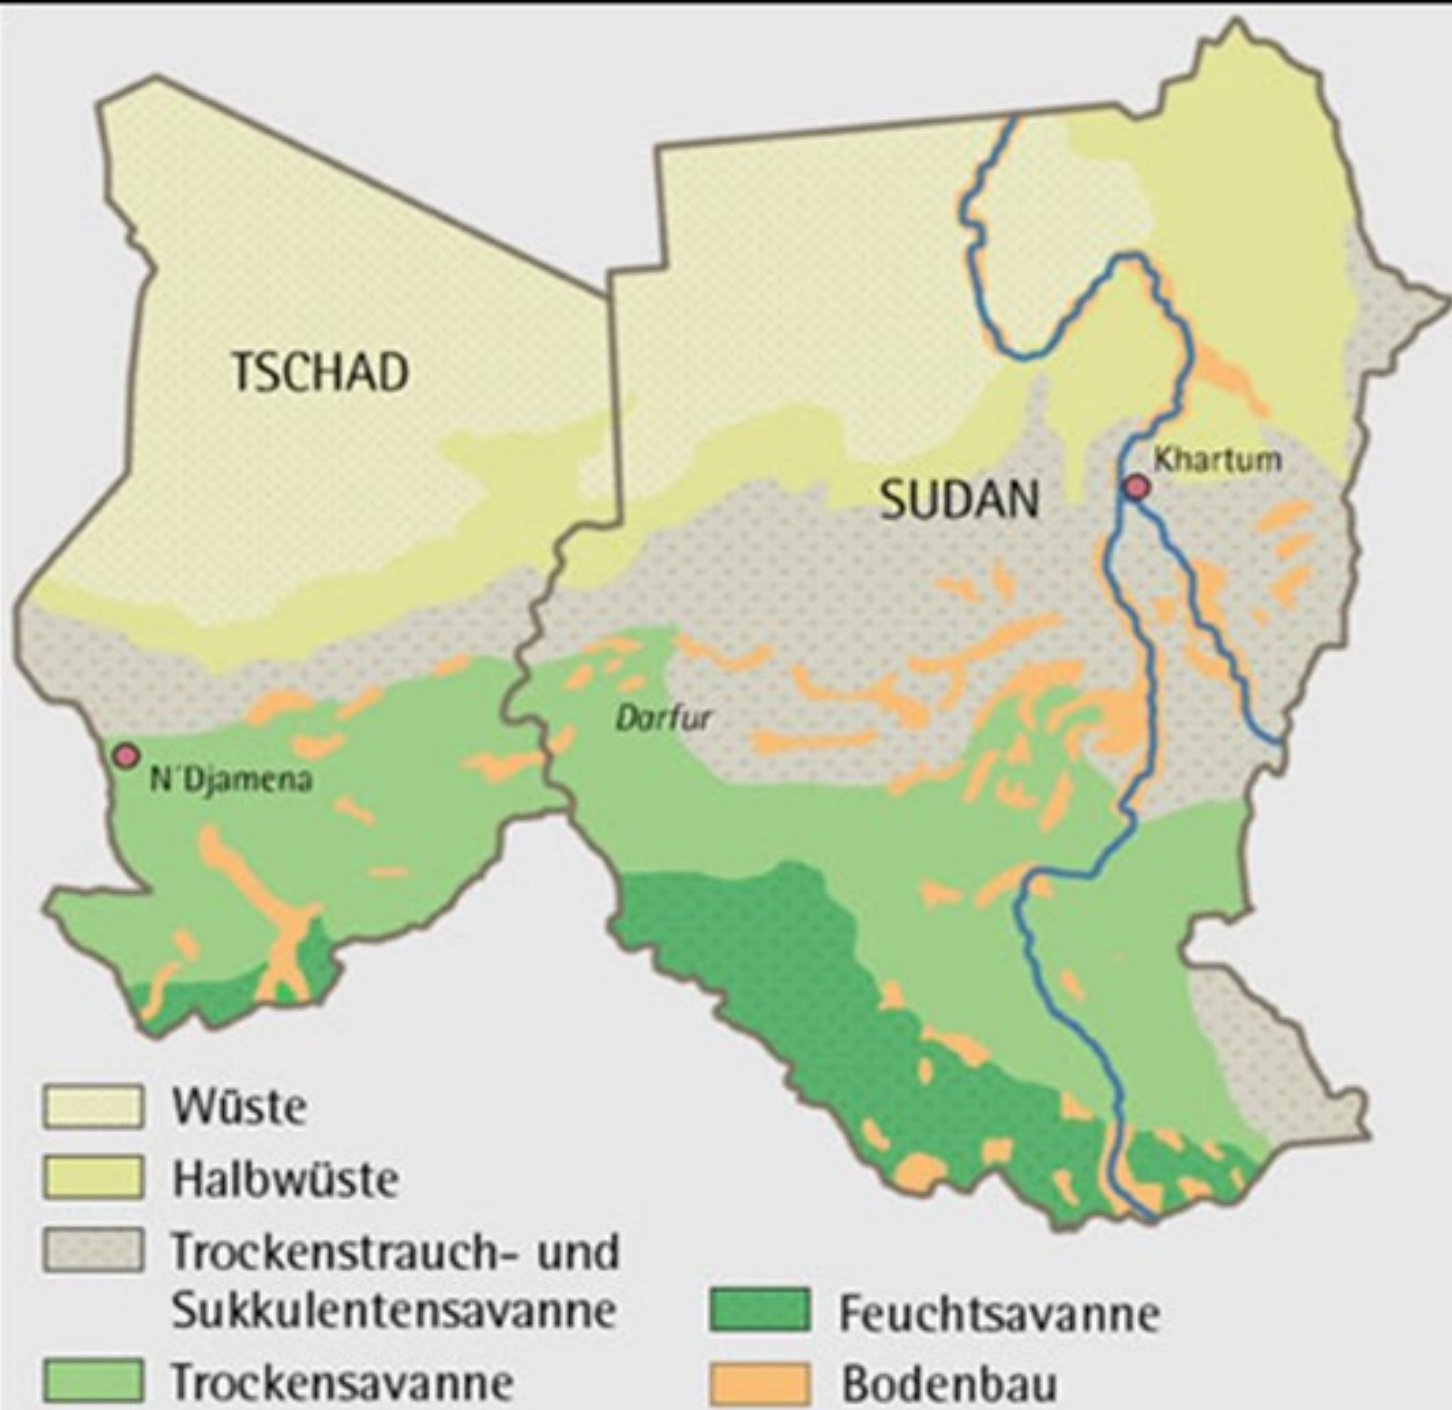 TSCHAD
Khartum
SUDAN
Darfur
N´Djamena
Wüste
Halbwüste
Trockenstrauch- und
Sukkulentensavanne
Trockensavanne
Feuchtsavanne
Bodenbau